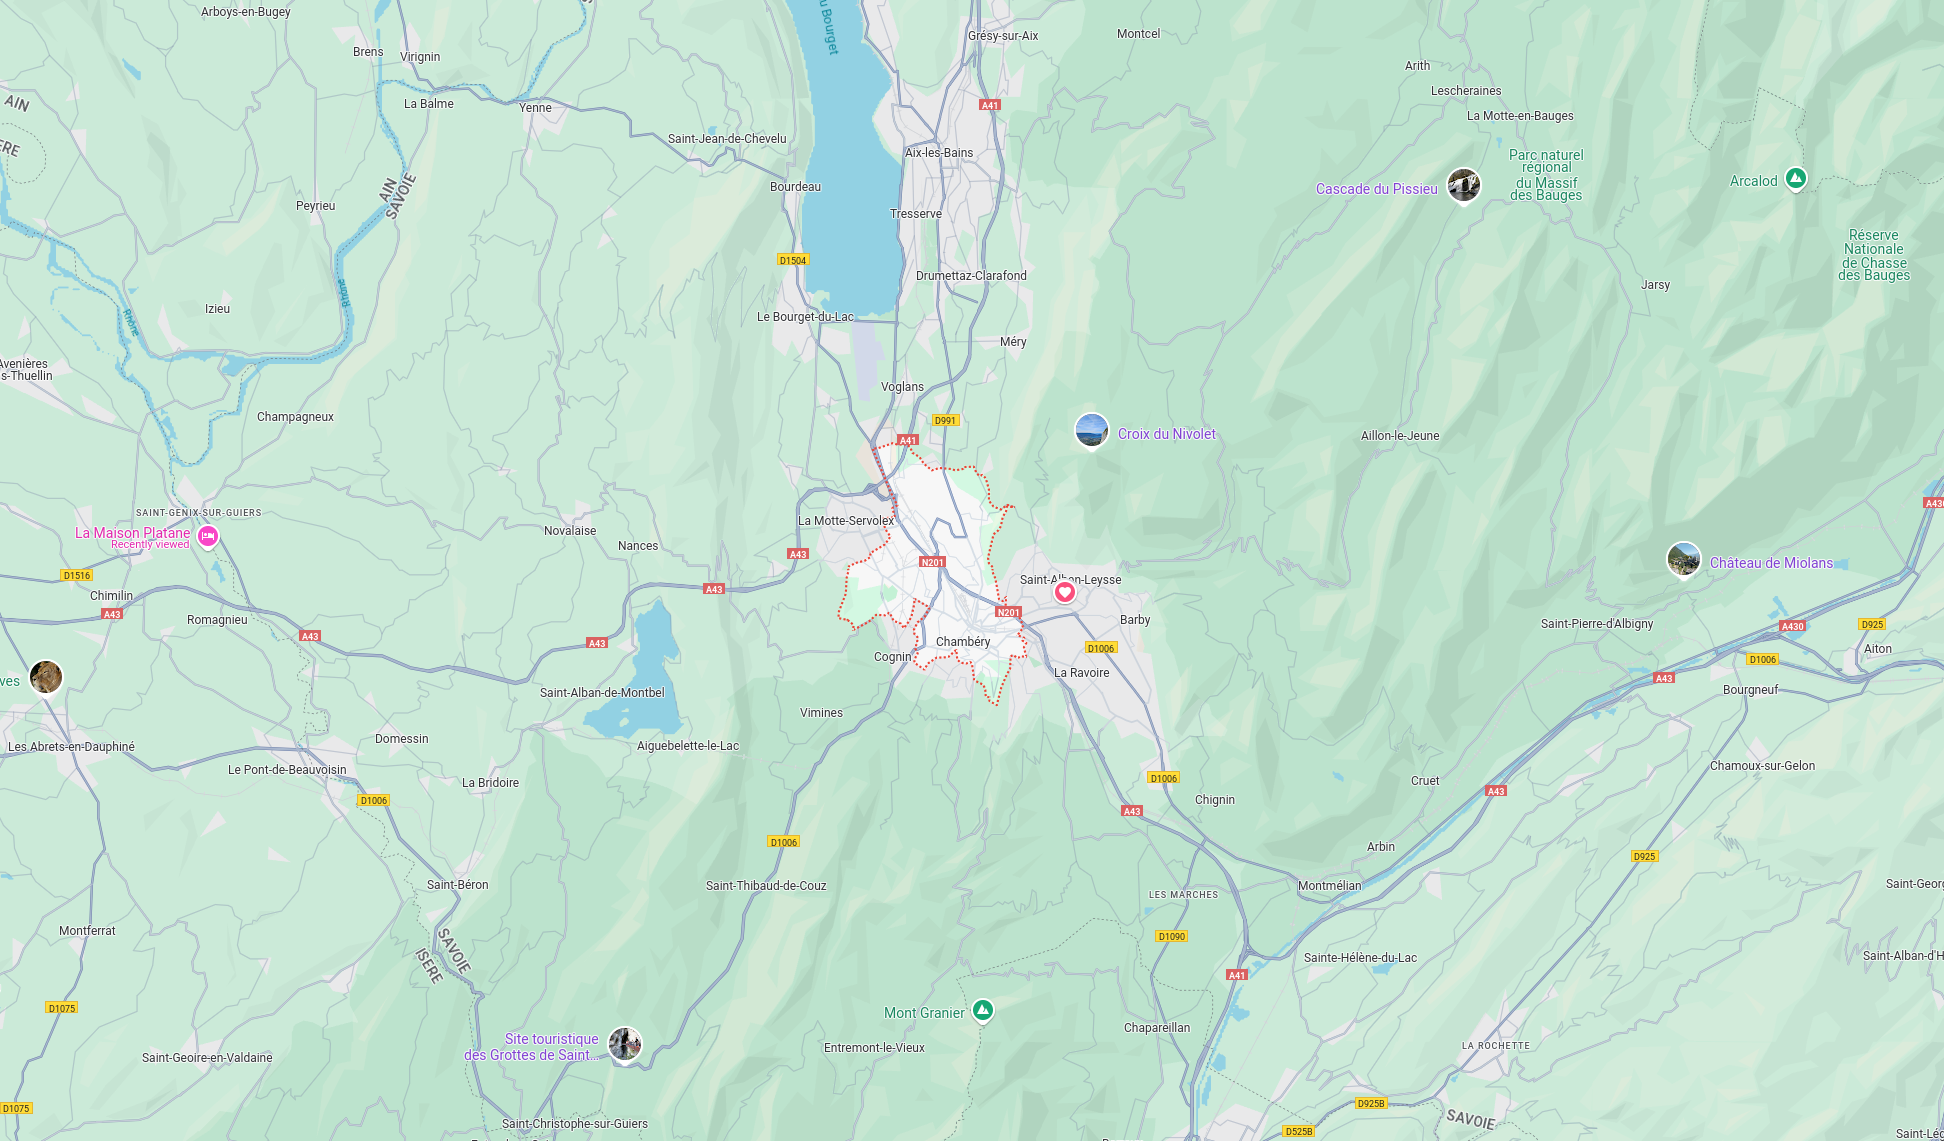 Arboys-en-Bugey
u Bourget
Grésy-sur-Aix
Montcel
Brens
Virignin
Arith
Lescheraines
La Balme
Yenne
AIN
A41
La Motte-en-Bauges
Saint-Jean-de-Chevelu
ERE
Aix-les-Bains
Parc naturel
régional
du Massif
des Bauges
Arcalod
Bourdeau
AIN
SAVOIE
Cascade du Pissieu
Peyrieu
Tresserve
Réserve
Nationale
de Chasse
des Bauges
D1504
Drumettaz-Clarafond
Jarsy
Rhône
Izieu
Rhône
Le Bourget-du-Lac
Méry
Avenières
s-Thuellin
Voglans
Champagneux
D991
Croix du Nivolet
Aillon-le-Jeune
A41
A430
SAINT-GENIX-SUR-GUIERS
La Maison Platane
Recently viewed
Novalaise
Nances
La Motte-Servolex
A43
N201
Château de Miolans
D1516
Chimilin
A43
Saint-Alban-Leysse
A43
Romagnieu
N201
Barby
Saint-Pierre-d'Albigny
A430
D925
A43
A43
Chambéry
Cognin
D1006
Aiton
D1006
ves
La Ravoire
A43
Bourgneuf
Saint-Alban-de-Montbel
Vimines
Les Abrets-en-Dauphiné
Domessin
Aiguebelette-le-Lac
Le Pont-de-Beauvoisin
La Bridoire
D1006
Chamoux-sur-Gelon
Cruet
A43
D1006
Chignin
A43
D1006
Arbin
D925
Saint-Béron
Saint-Thibaud-de-Couz
LES MARCHES
Montmélian
Saint-Georg
Montferrat
SAVOIE
ISERE
D1090
Sainte-Hélène-du-Lac
Saint-Alban-d'H
A41
D1075
Mont Granier
Chapareillan
Site touristique
des Grottes de Saint...
Entremont-le-Vieux
LA ROCHETTE
Saint-Geoire-en-Valdaine
D1075
D925B
SAVOIE
Saint-Christophe-sur-Guiers
D525B
Saint-Léc